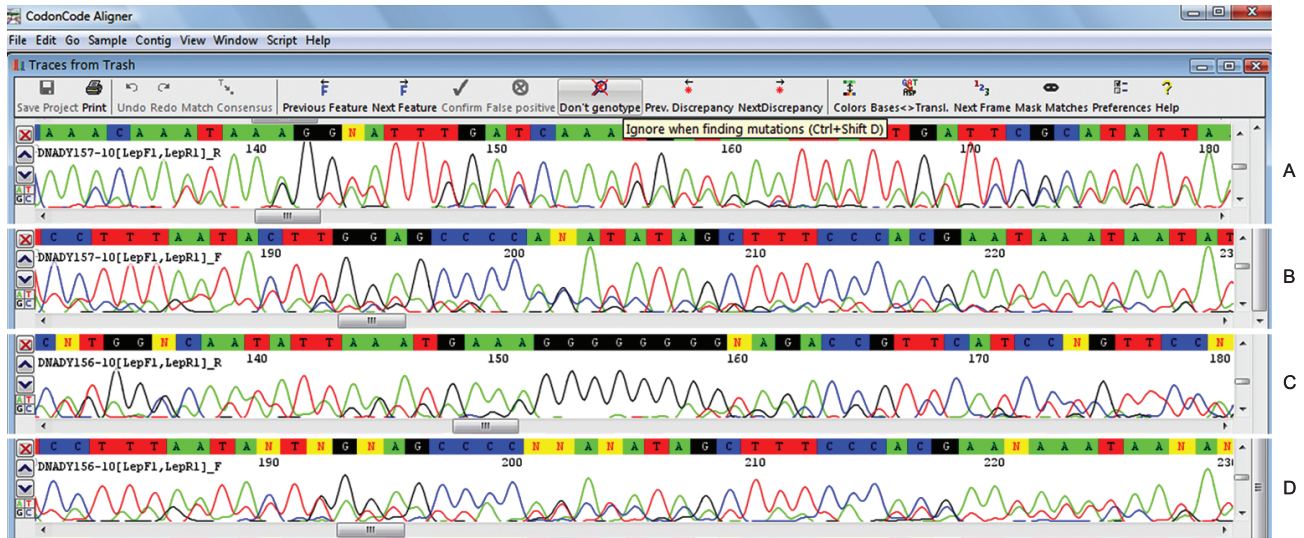 CodonCode Aligner
File Edit Go Sample Contig View Window Script Help
Traces from Trash
Save Project Print Undo Redo Match Consensus Previous Feature Next Feature Confirm False positive Don't genotype Prev. Discrepancy NextDiscrepancy Colors Bases<>Transl. Next Frame Mask Matches Preferences Help
Ignore when finding mutations (Ctrl+Shift D)
A A A C A A A T A A A G G N A T T T G A T C A A A T G A T T C G C A T A T T A
DNADY157-10[LepF1,LepR1]_R 140 150 160 170 180
A
C C T T T A A T A C T T G G A G C C C C A N A T A T A G C T T T C C C A C G A A T A A A T A A T A T
DNADY157-10[LepF1,LepR1]_F 190 200 210 220 23
B
C N T G G N C A A T A T T A A A T G A A A G G G G G G G G N A G A C C G T T C A T C C N G T T C C N
DNADY156-10[LepF1,LepR1]_R 140 150 160 170 180
C
C C T T T A A T A N T N G N A G C C C C N N A N A T A G C T T T C C C A C G A A N A A A T A A N A N
DNADY156-10[LepF1,LepR1]_F 190 200 210 220 230
D